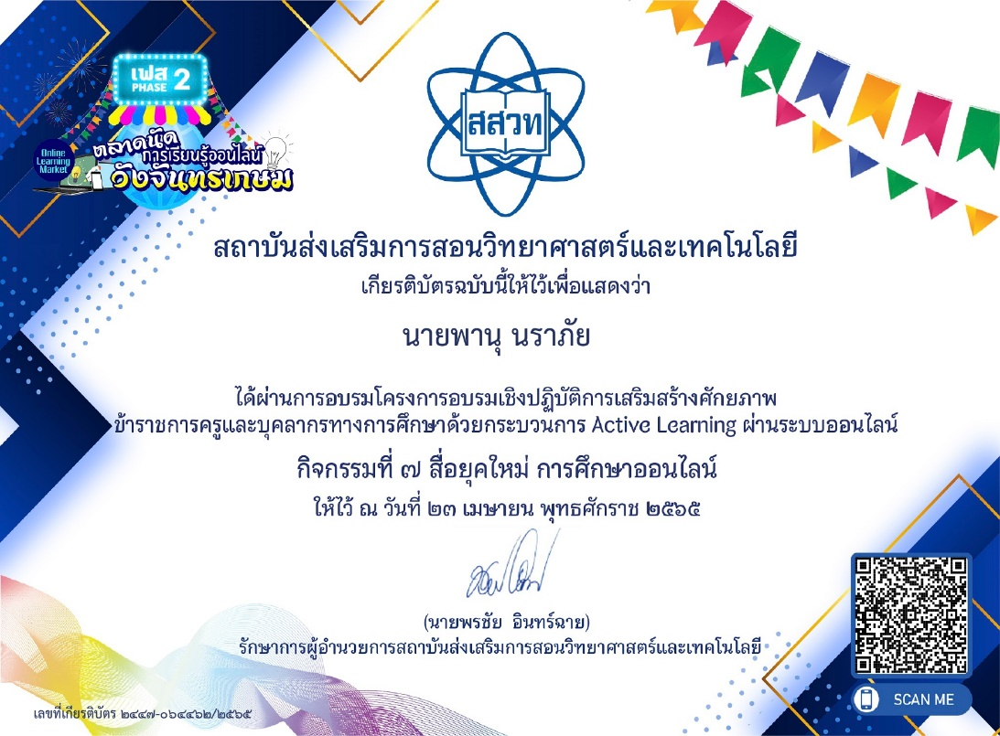 เฟส 2
PHASE
Online
Learning
Market
ตลาดนัด
การเรียนรู้ออนไลน์
วังจันทรเกษม
สสวท
สถาบันส่งเสริมการสอนวิทยาศาสตร์และเทคโนโลยี
เกียรติบัตรฉบับนี้ให้ไว้เพื่อแสดงว่า
นายพานุ นราภัย
ได้ผ่านการอบรมโครงการอบรมเชิงปฏิบัติการเสริมสร้างศักยภาพ
ข้าราชการครูและบุคลากรทางการศึกษาด้วยกระบวนการ Active Learning ผ่านระบบออนไลน์
กิจกรรมที่ ๗ สื่อยุคใหม่ การศึกษาออนไลน์
ให้ไว้ ณ วันที่ ๒๓ เมษายน พุทธศักราช ๒๕๖๕
(นายพรชัย อินทร์ฉาย)
รักษาการผู้อำนวยการสถาบันส่งเสริมการสอนวิทยาศาสตร์และเทคโนโลยี
เลขที่เกียรติบัตร ๒๔๔๗-๐๖๔๔๖๒/๒๕๖๕
SCAN ME